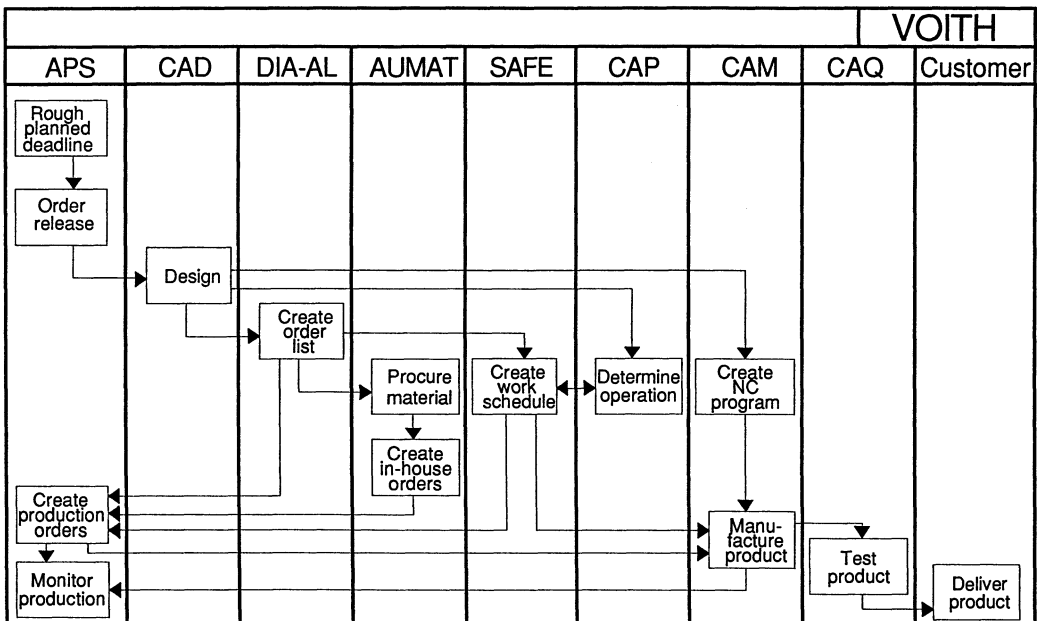 VOITH
APS CAD DIA-AL AUMAT SAFE CAP CAM CAQ Customer
Rough
planned
deadline
Order
release
Design
Create
order
list
Procure
material
Create
work
schedule
Determine
operation
Create
NC
program
Create
in-house
orders
Create
production
orders
Manu-
facture
product
Test
product
Monitor
production
Deliver
product